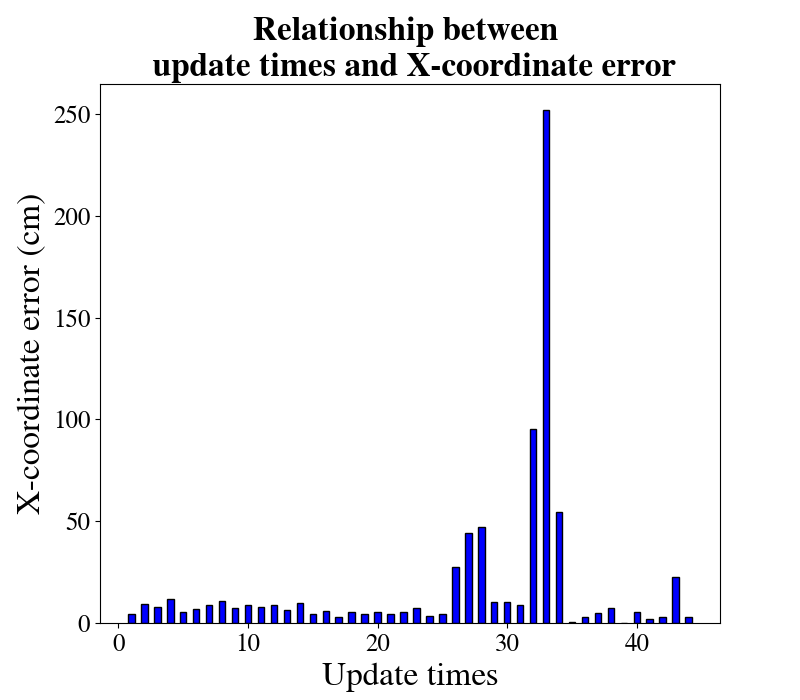 Relationship between
update times and X-coordinate error
X-coordinate error (cm)
250
200
150
100
50
0
0 10 20 30 40
Update times